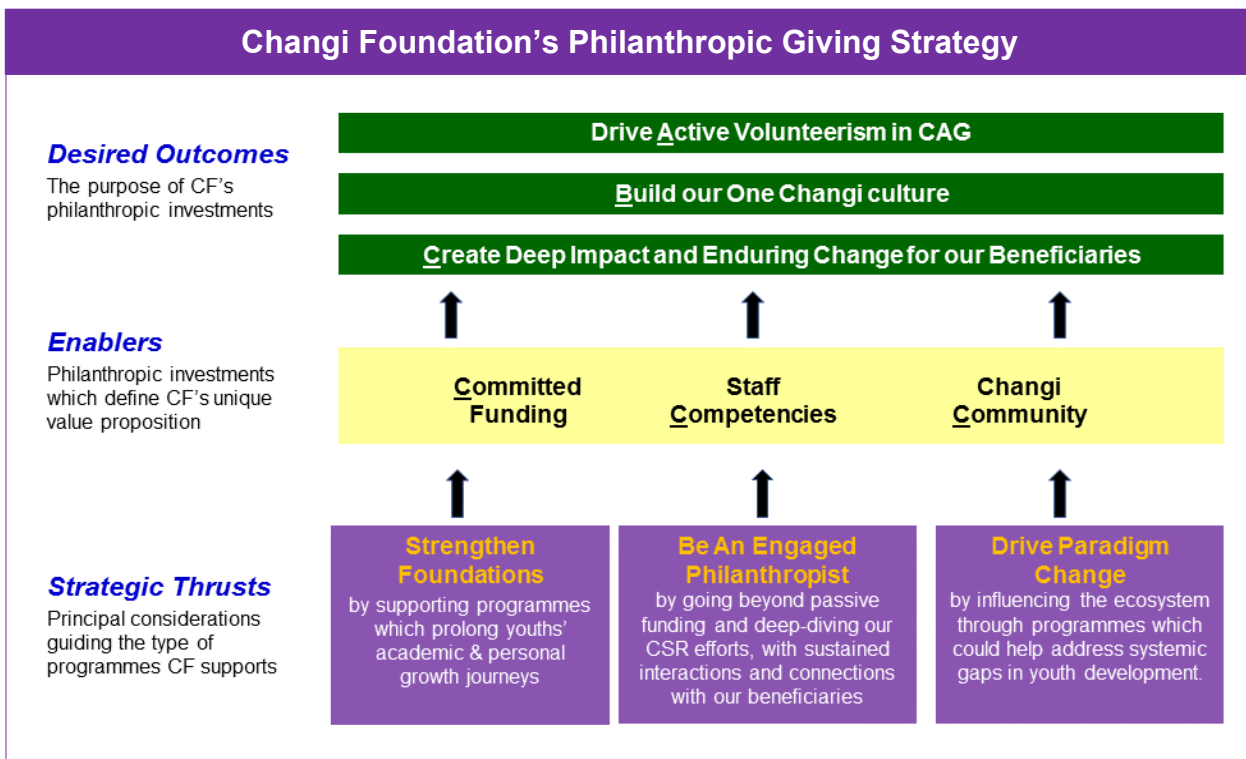 Changi Foundation's Philanthropic Giving Strategy
Desired Outcomes
The purpose of CF's
philanthropic investments
Drive Active Volunteerism in CAG
Build our One Changi culture
Create Deep Impact and Enduring Change for our Beneficiaries
Enablers
Philanthropic investments
which define CF's unique
value proposition
Committed
Funding
Staff
Competencies
Changi
Community
Strategic Thrusts
Principal considerations
guiding the type of
programmes CF supports
Strengthen
Foundations
by supporting programmes
which prolong youths'
academic & personal
growth journeys
Be An Engaged
Philanthropist
by going beyond passive
funding and deep-diving our
CSR efforts, with sustained
interactions and connections
with our beneficiaries
Drive Paradigm
Change
by influencing the ecosystem
through programmes which
could help address systemic
gaps in youth development.